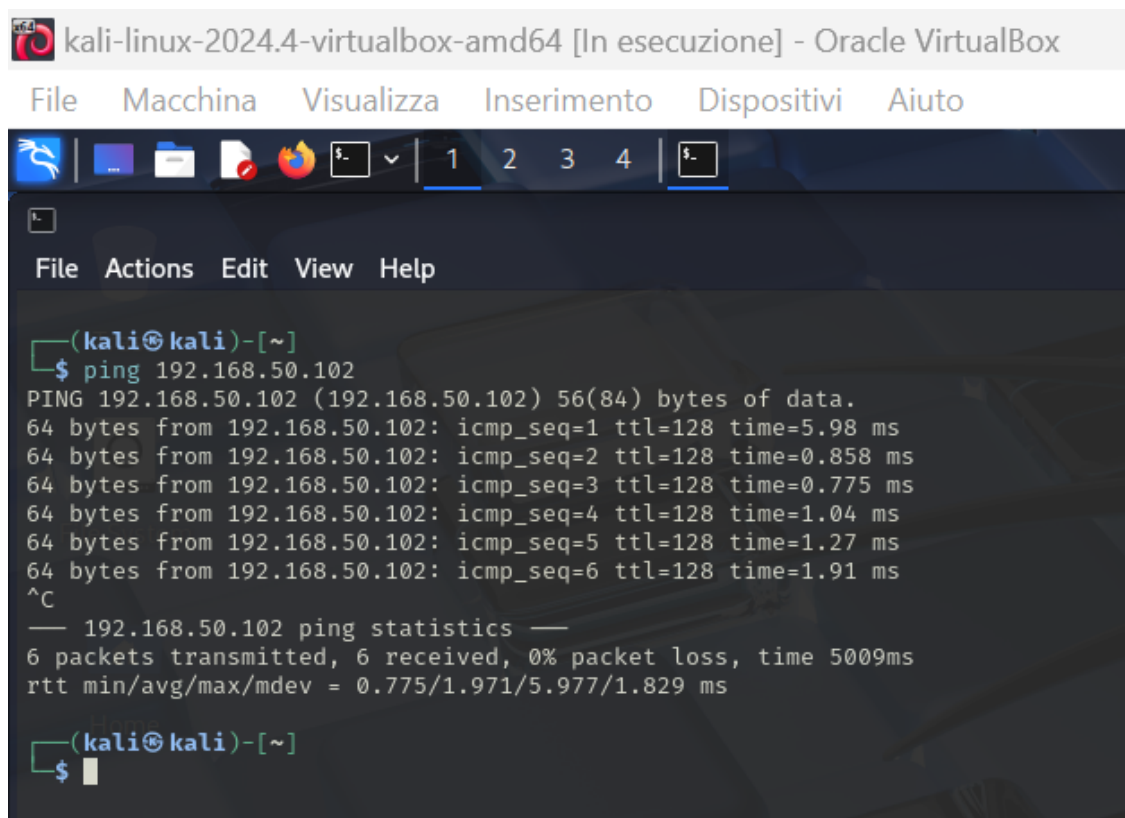 x64
kali-linux-2024.4-virtualbox-amd64 [In esecuzione] - Oracle VirtualBox
File Macchina Visualizza Inserimento Dispositivi Aiuto
1 2 3 4
File Actions Edit View Help
┌──(kali㉿kali)-[~]
└─$ ping 192.168.50.102
PING 192.168.50.102 (192.168.50.102) 56(84) bytes of data.
64 bytes from 192.168.50.102: icmp_seq=1 ttl=128 time=5.98 ms
64 bytes from 192.168.50.102: icmp_seq=2 ttl=128 time=0.858 ms
64 bytes from 192.168.50.102: icmp_seq=3 ttl=128 time=0.775 ms
64 bytes from 192.168.50.102: icmp_seq=4 ttl=128 time=1.04 ms
64 bytes from 192.168.50.102: icmp_seq=5 ttl=128 time=1.27 ms
64 bytes from 192.168.50.102: icmp_seq=6 ttl=128 time=1.91 ms
^C
--- 192.168.50.102 ping statistics ---
6 packets transmitted, 6 received, 0% packet loss, time 5009ms
rtt min/avg/max/mdev = 0.775/1.971/5.977/1.829 ms
Home
┌──(kali㉿kali)-[~]
└─$